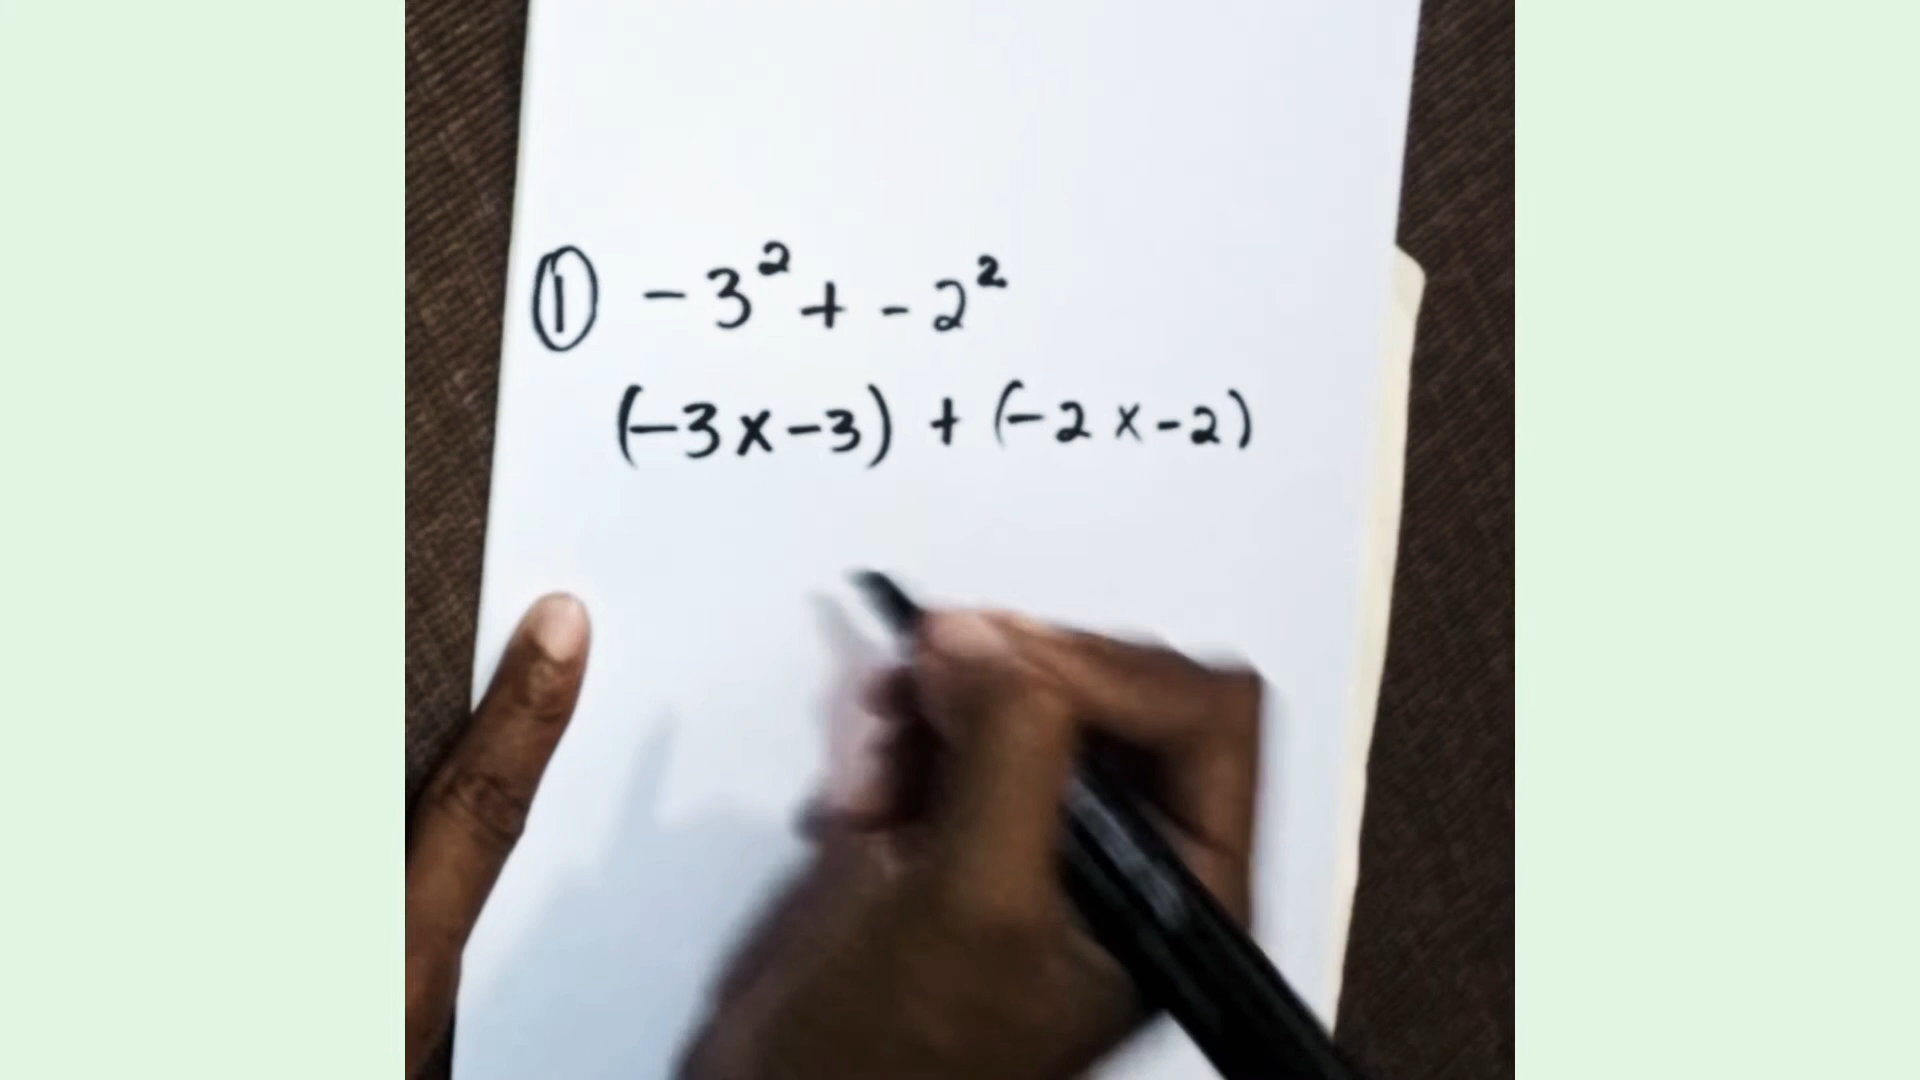 ① -3² + -2²
(-3 x -3) + (-2 x -2)